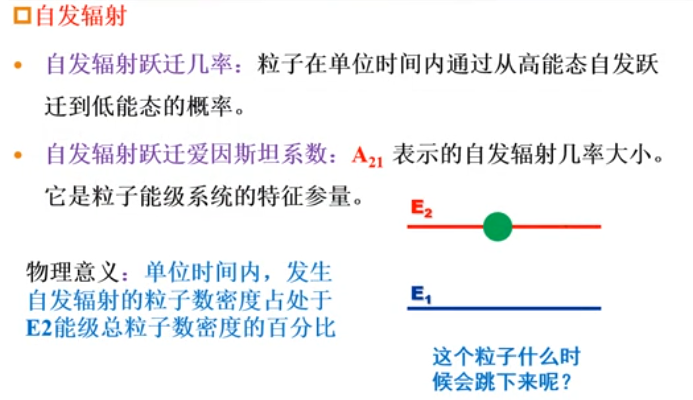 自发辐射
• 自发辐射跃迁几率：粒子在单位时间内通过从高能态自发跃
迁到低能态的概率。
• 自发辐射跃迁爱因斯坦系数：A21 表示的自发辐射几率大小。
它是粒子能级系统的特征参量。
E2
物理意义：单位时间内，发生
自发辐射的粒子数密度占处于
E2能级总粒子数密度的百分比
E1
这个粒子什么时
候会跳下来呢？